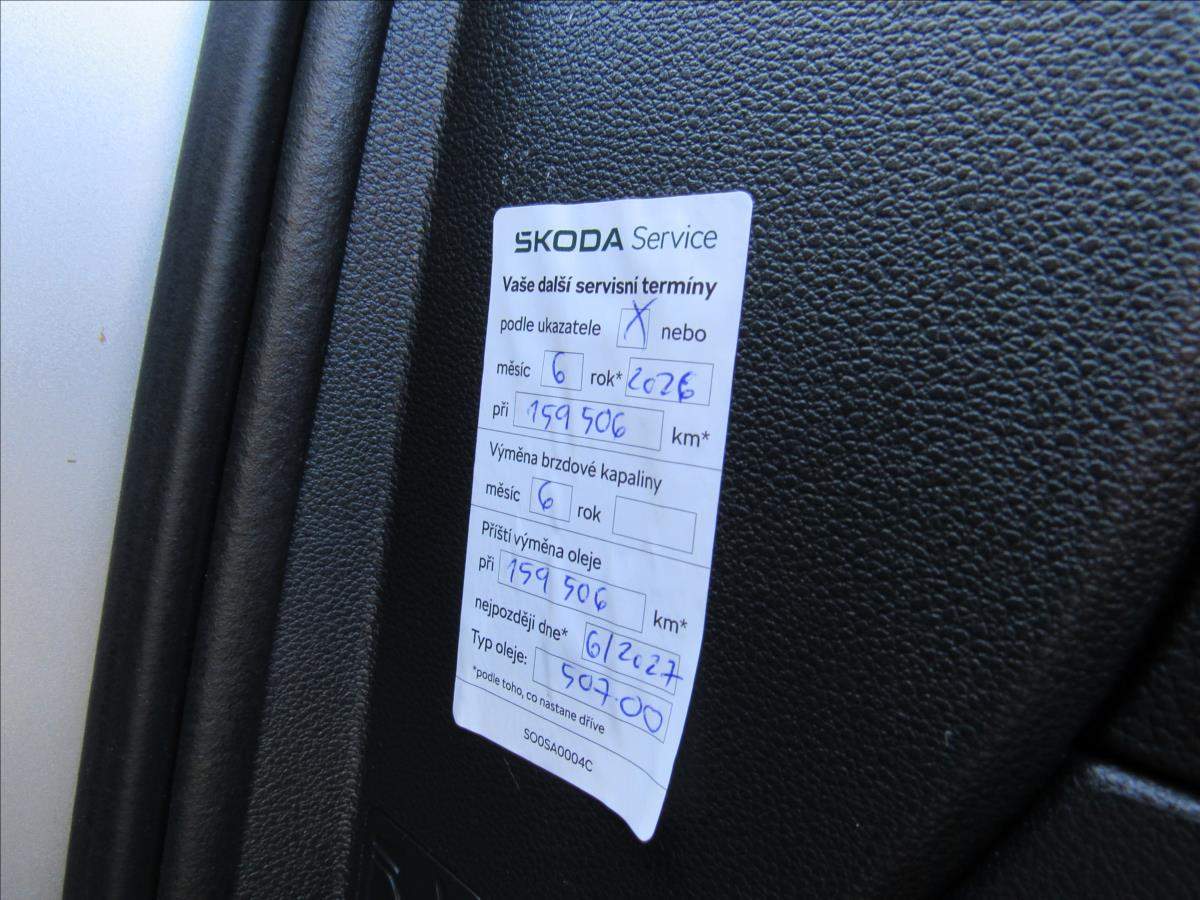 ŠKODA Service
Vaše další servisní termíny
podle ukazatele X nebo
měsíc 6 rok* 2026
při 159 506 km*
Výměna brzdové kapaliny
měsíc 6 rok
Příští výměna oleje
při 159 506 km*
nejpozději dne* 6/2027
Typ oleje: 507.00
*podle toho, co nastane dříve
SO0SA0004C